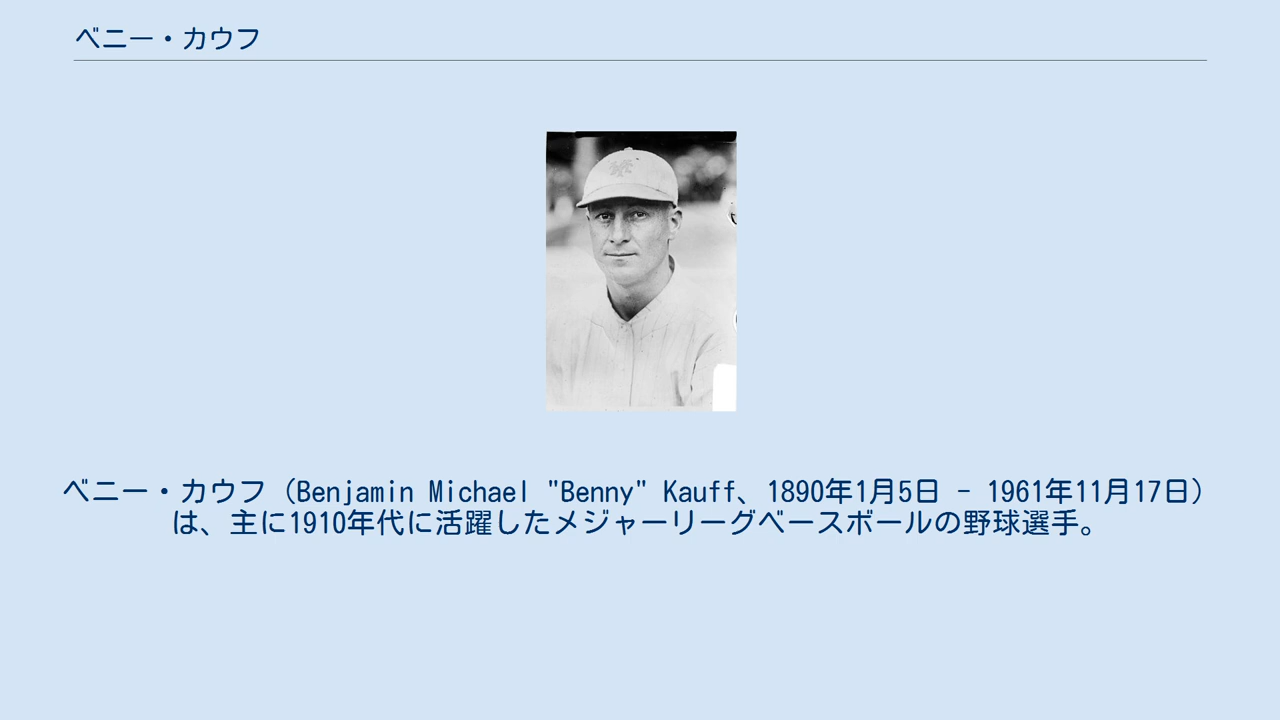 ベニー・カウフ
ベニー・カウフ（Benjamin Michael "Benny" Kauff、1890年1月5日 - 1961年11月17日）
は、主に1910年代に活躍したメジャーリーグベースボールの野球選手。